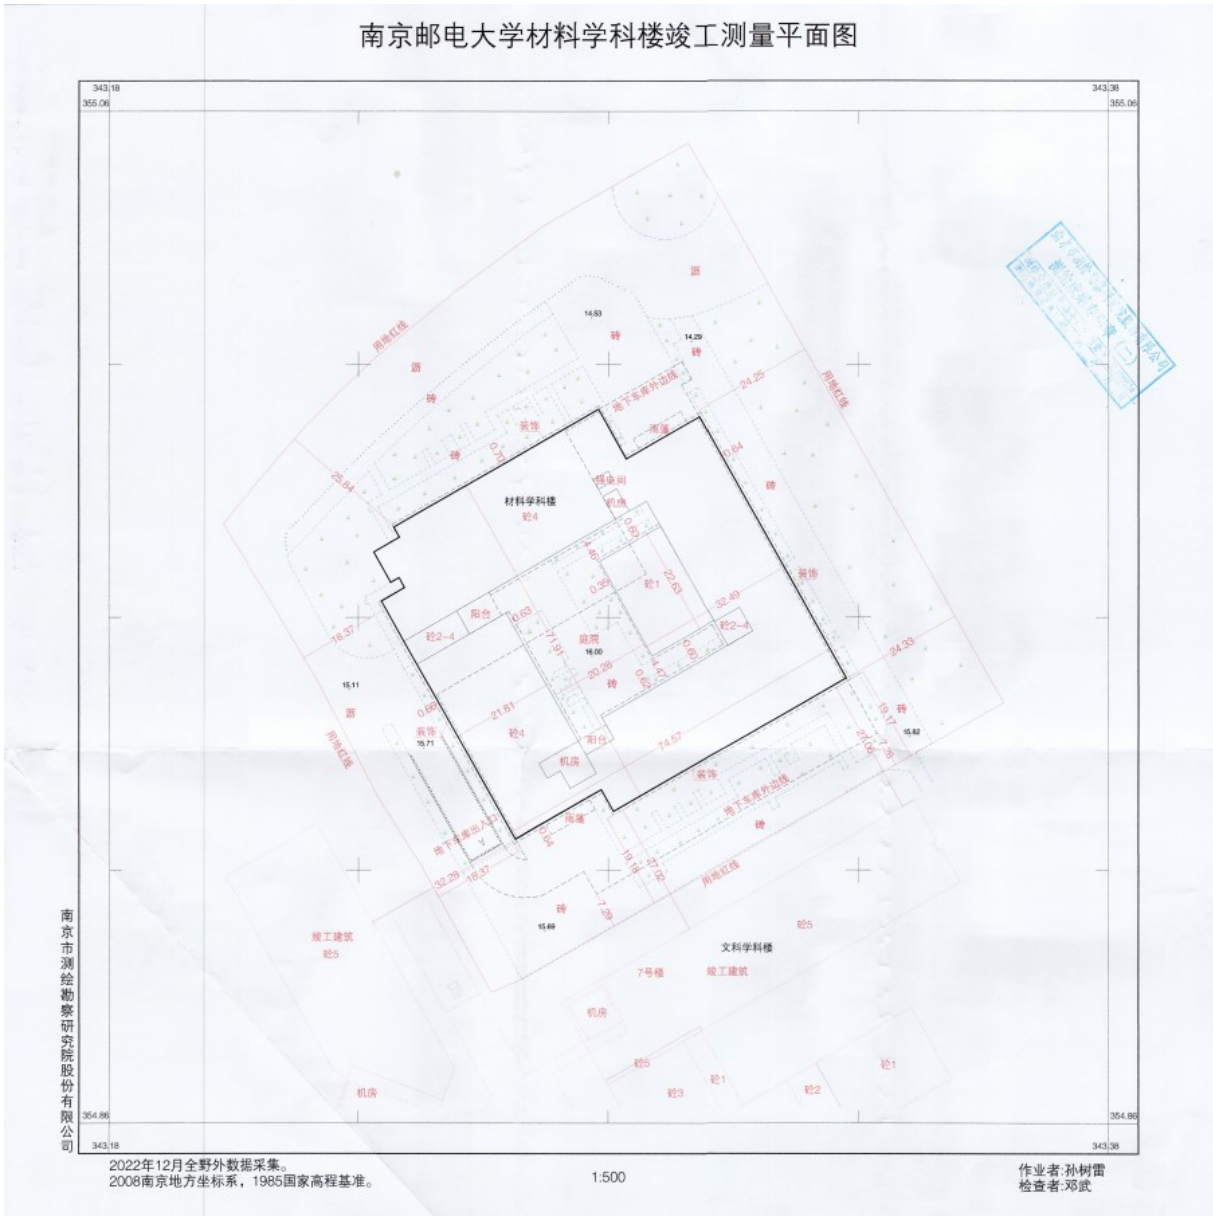 南京邮电大学材料学科楼竣工测量平面图
343.18
343.38
355.06
355.06
14.53
沥
14.29
砖
砖
用地红线
沥
砖
地下车库外边线
24.25
用地红线
雨篷
装饰
0.70
砖
0.64
25.84
强电间
机房
材料学科楼
砼4
砖
0.60
4.46
0.35
砼1
22.63
装饰
32.49
阳台
0.63
砼2-4
砼2-4
18.37
71.91
庭院
16.00
0.60
20.28
4.47
0.62
24.33
15.11
砖
沥
0.66
21.81
装饰
15.71
砼4
阳台
74.57
砖
19.17
15.82
27.06
7.28
用地红线
机房
装饰
地下车库外边线
地下车库出入口
雨篷
0.64
砖
19.18
27.02
用地红线
32.28
18.37
砖
7.29
15.69
砼5
竣工建筑
砼5
文科学科楼
7号楼
竣工建筑
机房
砼5
砼3
砼1
砼2
砼1
机房
南京市测绘勘察研究院股份有限公司
354.86
354.86
343.18
343.38
2022年12月全野外数据采集。
2008南京地方坐标系，1985国家高程基准。
1:500
作业者:孙树雷
检查者:邓武